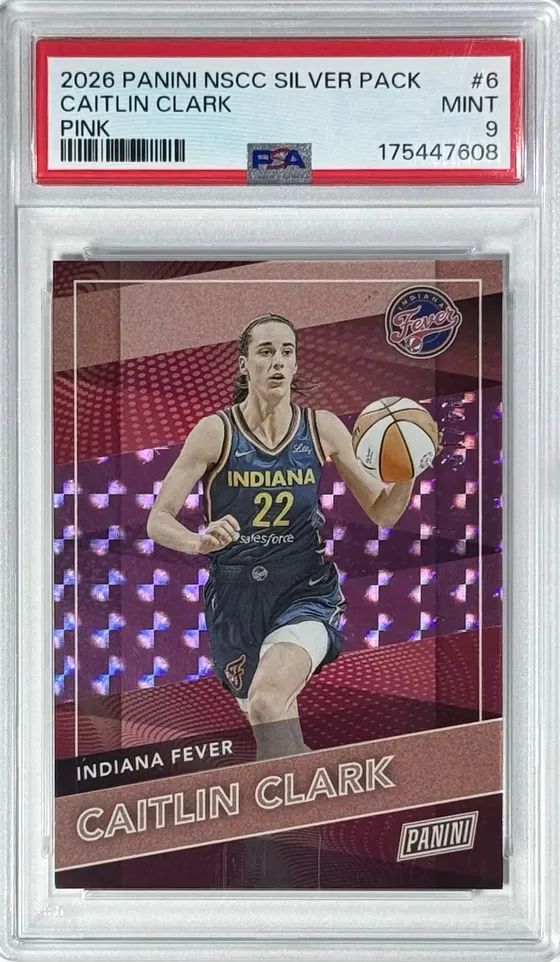 2026 PANINI NSCC SILVER PACK #6
CAITLIN CLARK MINT
PINK 9
PSA 175447608
INDIANA
Fever
Lilly
INDIANA
22
salesforce
INDIANA FEVER
CAITLIN CLARK
PANINI